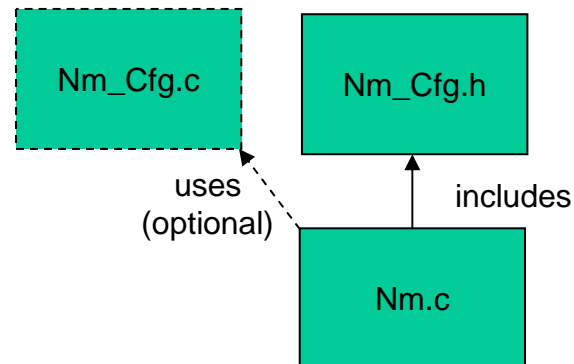 Nm_Cfg.c
Nm_Cfg.h
uses
(optional)
includes
Nm.c